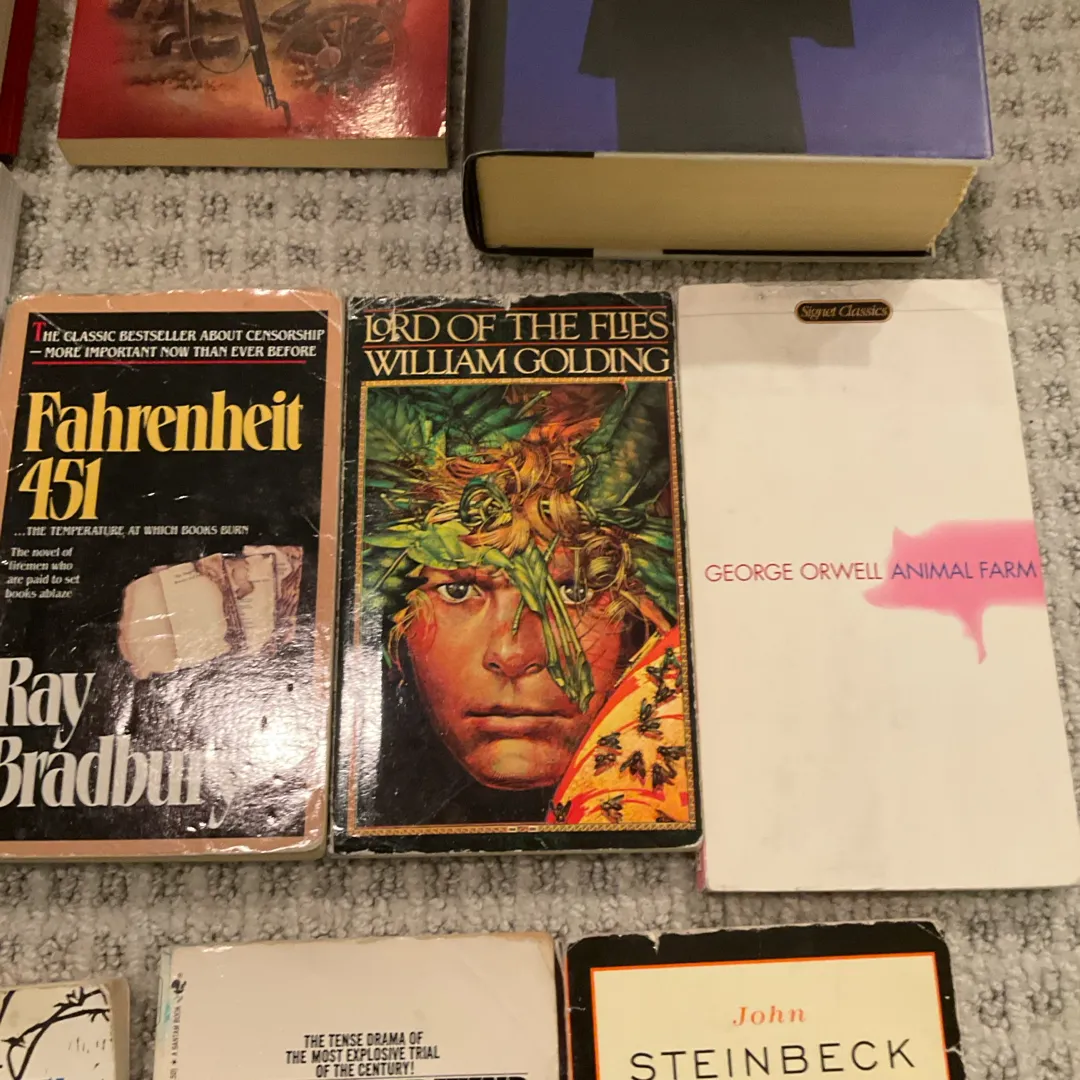 THE CLASSIC BESTSELLER ABOUT CENSORSHIP
— MORE IMPORTANT NOW THAN EVER BEFORE
Fahrenheit
451
...THE TEMPERATURE AT WHICH BOOKS BURN
The novel of
firemen who
are paid to set
books ablaze
Ray
Bradbury
LORD OF THE FLIES
WILLIAM GOLDING
Signet Classics
GEORGE ORWELL ANIMAL FARM
A BANTAM BOOK
THE TENSE DRAMA OF
THE MOST EXPLOSIVE TRIAL
OF THE CENTURY!
John
STEINBECK